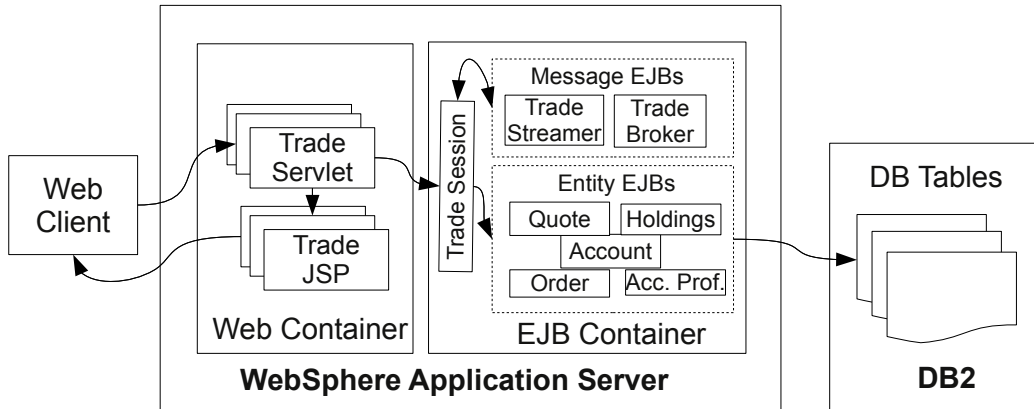 Web
Client
Trade
Servlet
Trade
JSP
Web Container
Trade Session
Message EJBs
Trade
Streamer
Trade
Broker
Entity EJBs
Quote
Holdings
Account
Order
Acc. Prof.
EJB Container
WebSphere Application Server
DB Tables
DB2